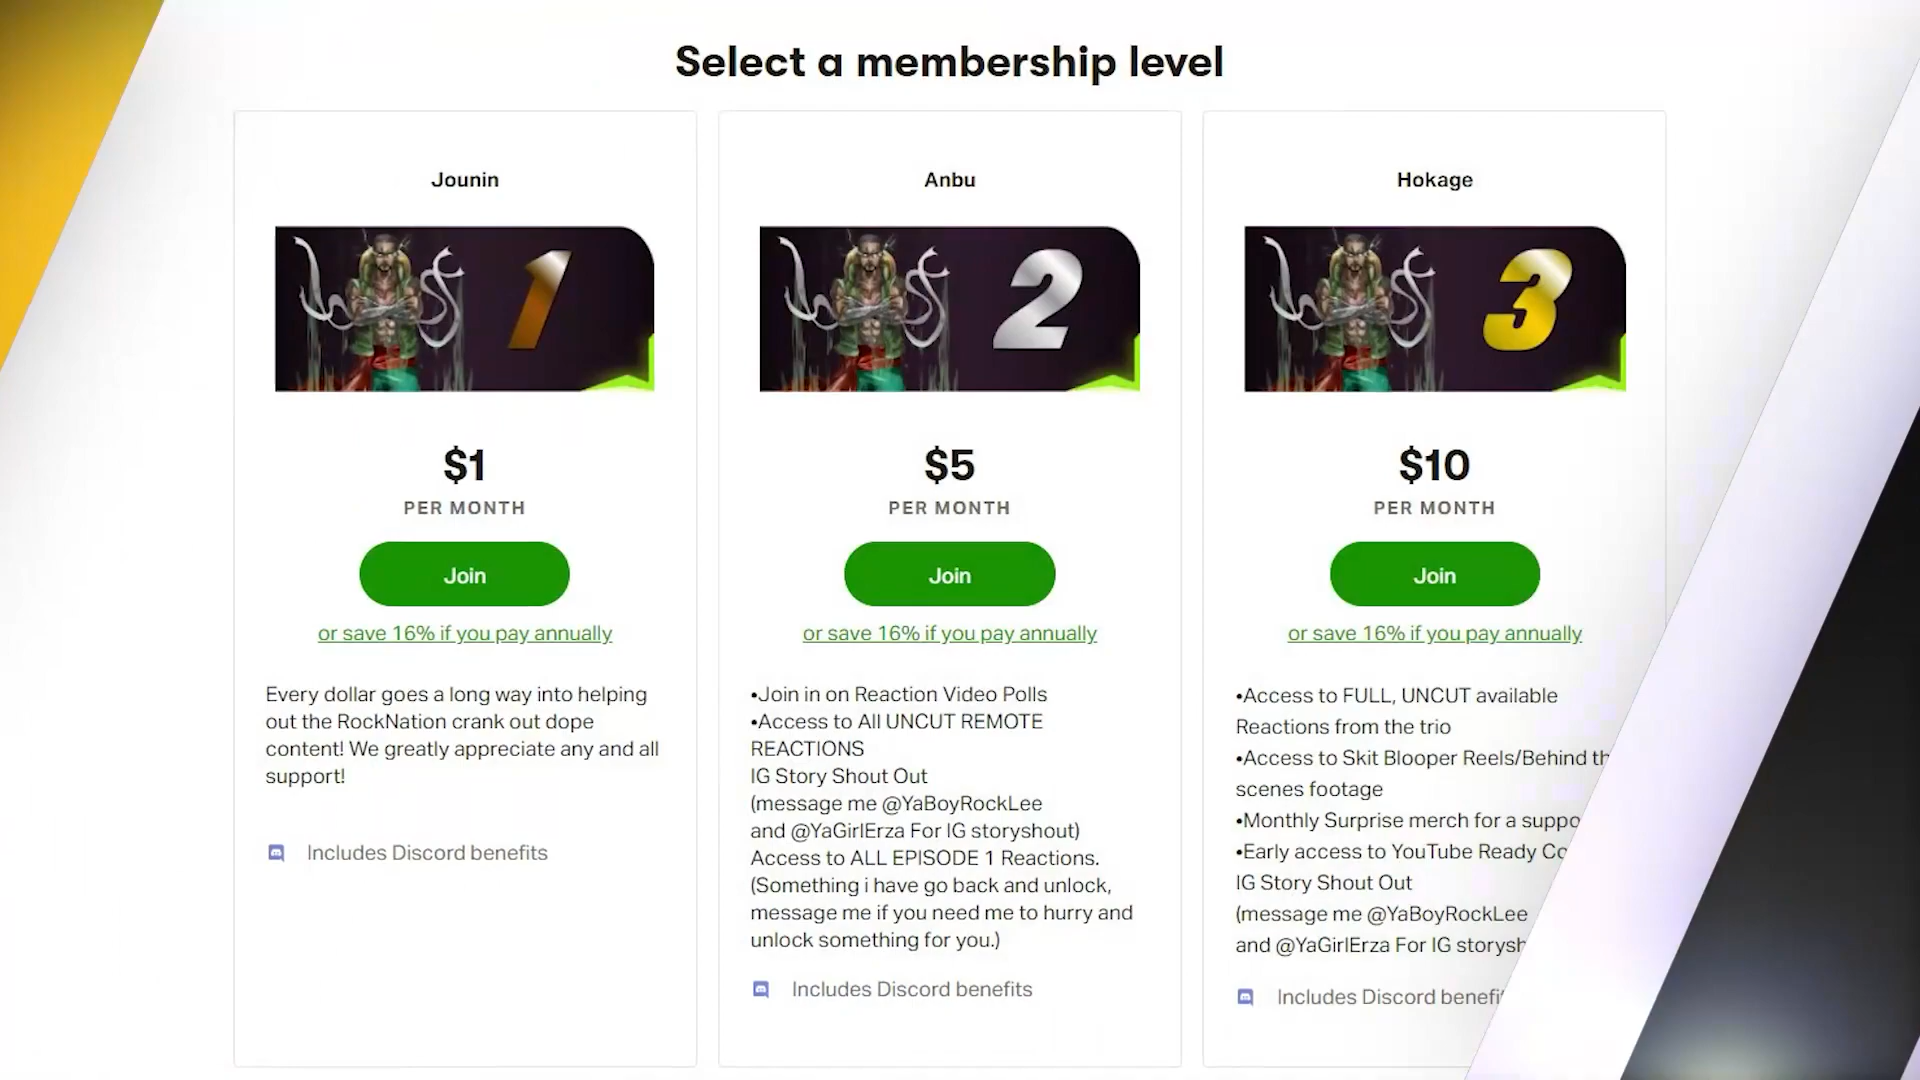 Select a membership level
Jounin
1
$1
PER MONTH
Join
or save 16% if you pay annually
Every dollar goes a long way into helping
out the RockNation crank out dope
content! We greatly appreciate any and all
support!
Includes Discord benefits
Anbu
2
$5
PER MONTH
Join
or save 16% if you pay annually
•Join in on Reaction Video Polls
•Access to All UNCUT REMOTE
REACTIONS
IG Story Shout Out
(message me @YaBoyRockLee
and @YaGirlErza For IG storyshout)
Access to ALL EPISODE 1 Reactions.
(Something i have go back and unlock,
message me if you need me to hurry and
unlock something for you.)
Includes Discord benefits
Hokage
3
$10
PER MONTH
Join
or save 16% if you pay annually
•Access to FULL, UNCUT available
Reactions from the trio
•Access to Skit Blooper Reels/Behind th
scenes footage
•Monthly Surprise merch for a suppo
•Early access to YouTube Ready Co
IG Story Shout Out
(message me @YaBoyRockLee
and @YaGirlErza For IG storysh
Includes Discord benefi